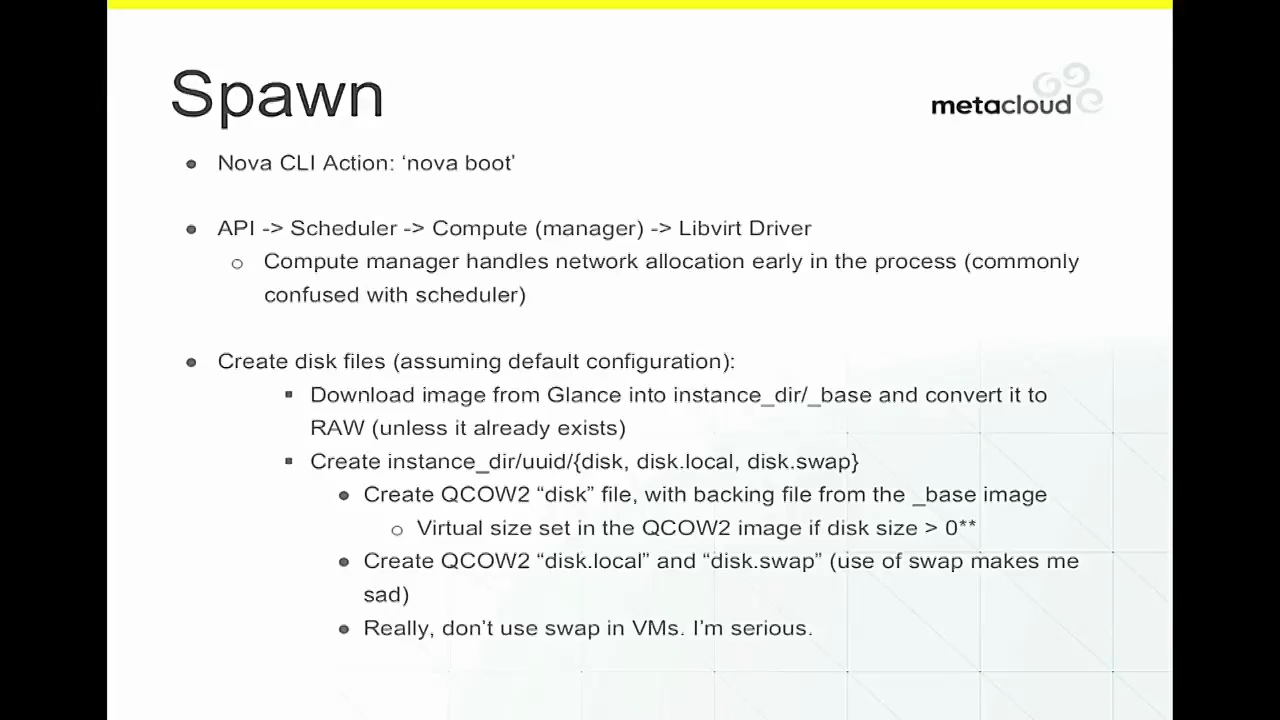 Spawn
metacloud
● Nova CLI Action: ‘nova boot’
● API -> Scheduler -> Compute (manager) -> Libvirt Driver
○ Compute manager handles network allocation early in the process (commonly
confused with scheduler)
● Create disk files (assuming default configuration):
▪ Download image from Glance into instance_dir/_base and convert it to
RAW (unless it already exists)
▪ Create instance_dir/uuid/{disk, disk.local, disk.swap}
● Create QCOW2 “disk” file, with backing file from the _base image
○ Virtual size set in the QCOW2 image if disk size > 0**
● Create QCOW2 “disk.local” and “disk.swap” (use of swap makes me
sad)
● Really, don’t use swap in VMs. I’m serious.